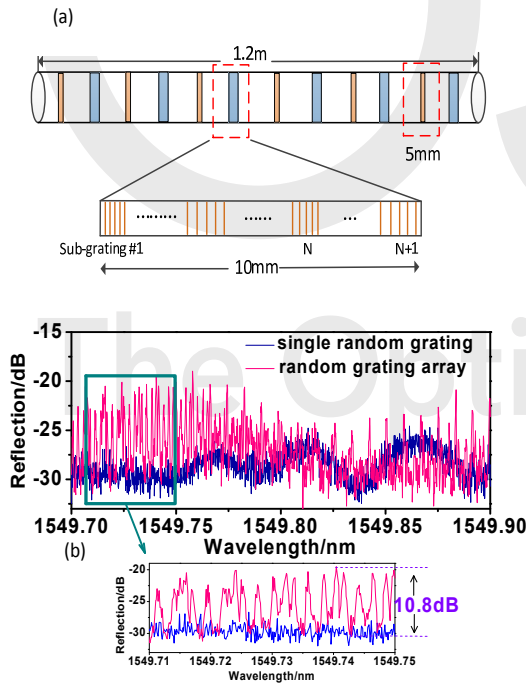 (a)
1.2m
5mm
Sub-grating #1
N
N+1
10mm
-15
-20
-25
-30
Reflection/dB
single random grating
random grating array
1549.70
1549.75
1549.80
1549.85
1549.90
Wavelength/nm
(b)
-20
-25
-30
Reflection/dB
10.8dB
1549.71
1549.72
1549.73
1549.74
1549.75
Wavelength/nm
The Opti